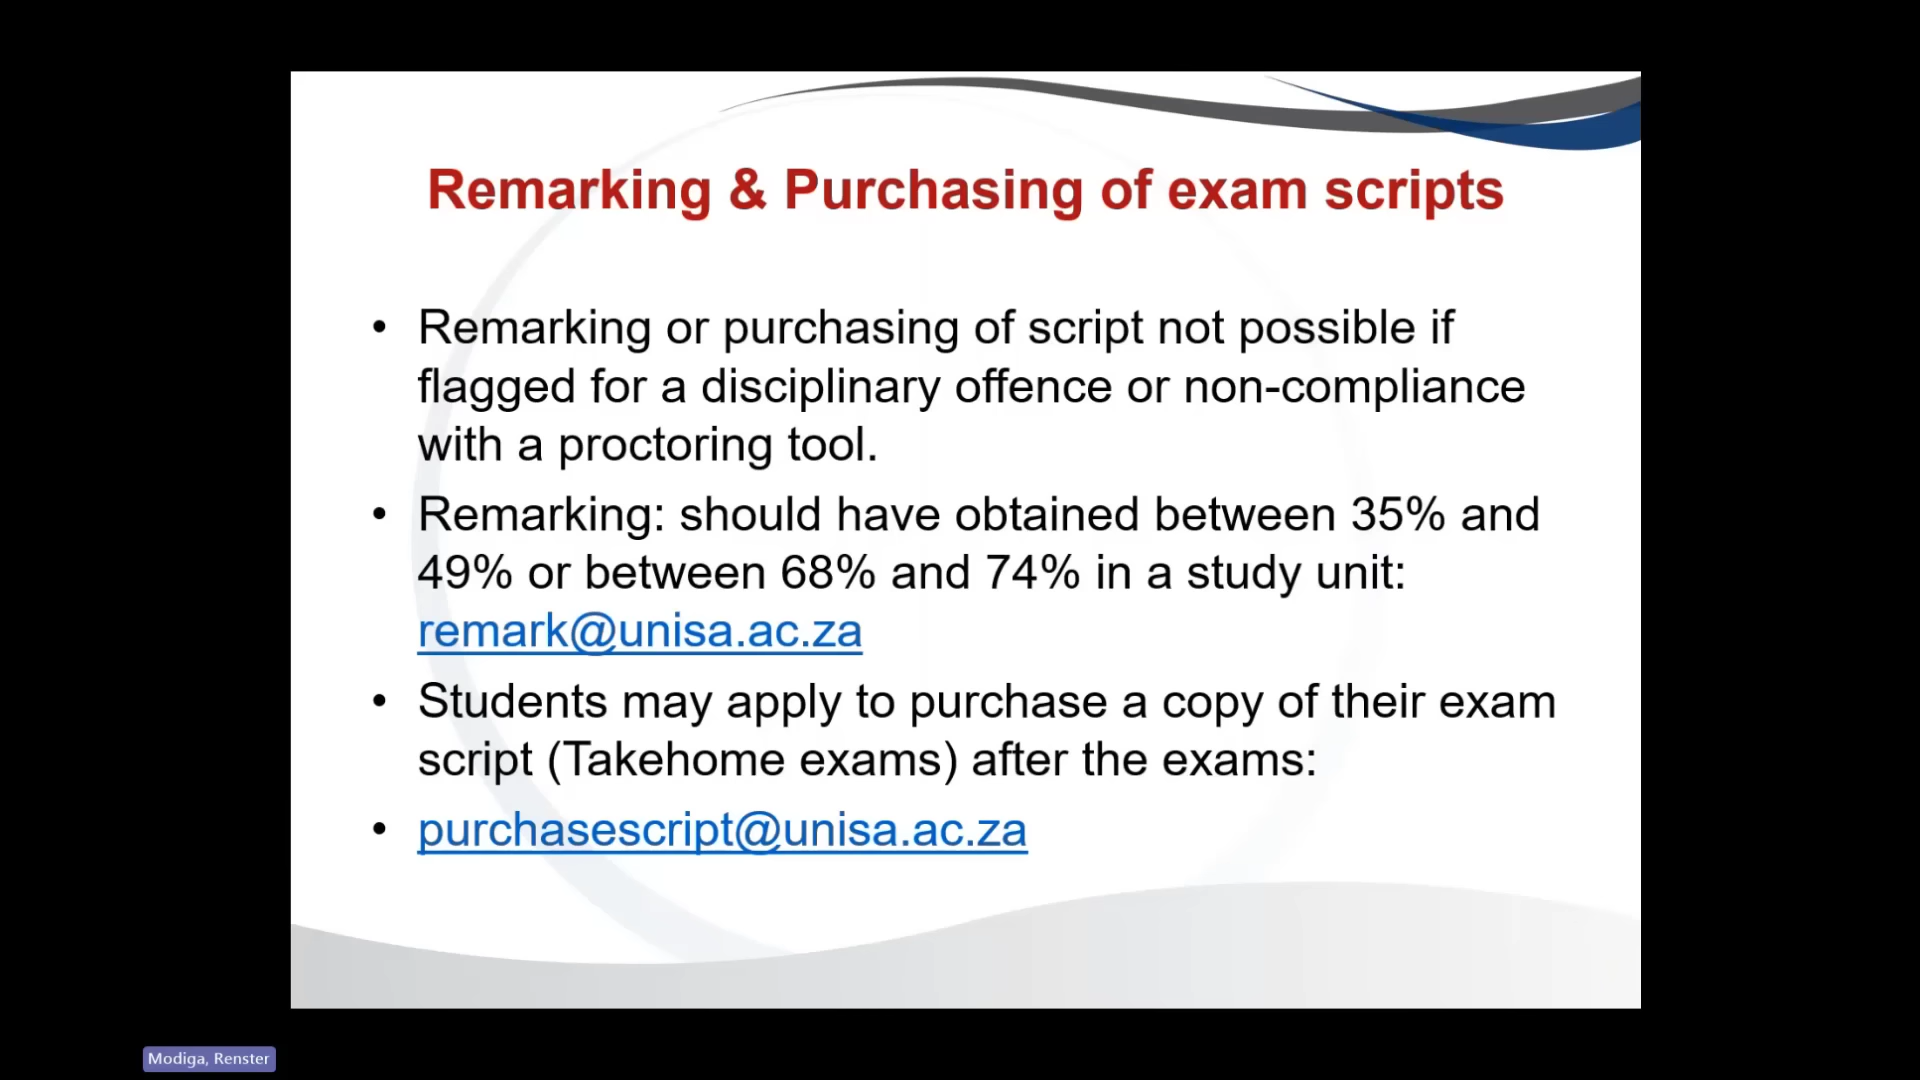 Remarking & Purchasing of exam scripts
• Remarking or purchasing of script not possible if
flagged for a disciplinary offence or non-compliance
with a proctoring tool.
• Remarking: should have obtained between 35% and
49% or between 68% and 74% in a study unit:
remark@unisa.ac.za
• Students may apply to purchase a copy of their exam
script (Takehome exams) after the exams:
• purchasescript@unisa.ac.za
Modiga, Renster